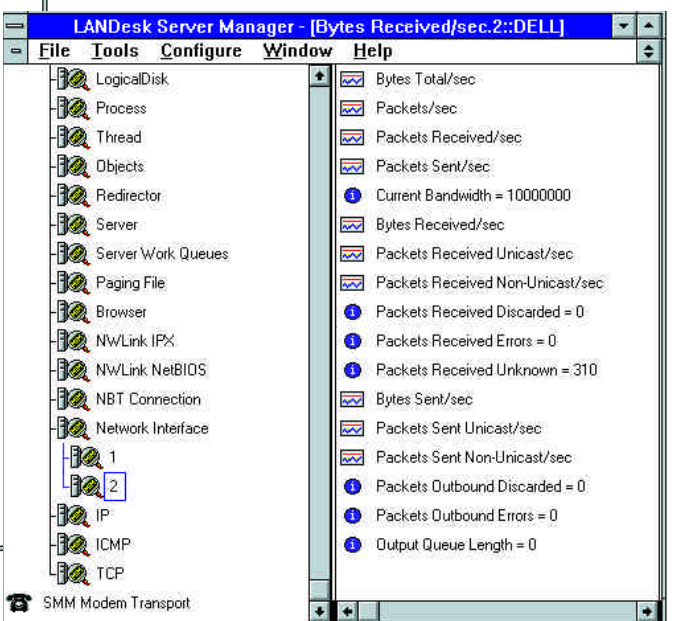 LANDesk Server Manager - [Bytes Received/sec.2::DELL]
File Tools Configure Window Help
LogicalDisk
Process
Thread
Objects
Redirector
Server
Server Work Queues
Paging File
Browser
NWLink IPX
NWLink NetBIOS
NBT Connection
Network Interface
1
2
IP
ICMP
TCP
SMM Modem Transport
Bytes Total/sec
Packets/sec
Packets Received/sec
Packets Sent/sec
Current Bandwidth = 10000000
Bytes Received/sec
Packets Received Unicast/sec
Packets Received Non-Unicast/sec
Packets Received Discarded = 0
Packets Received Errors = 0
Packets Received Unknown = 310
Bytes Sent/sec
Packets Sent Unicast/sec
Packets Sent Non-Unicast/sec
Packets Outbound Discarded = 0
Packets Outbound Errors = 0
Output Queue Length = 0